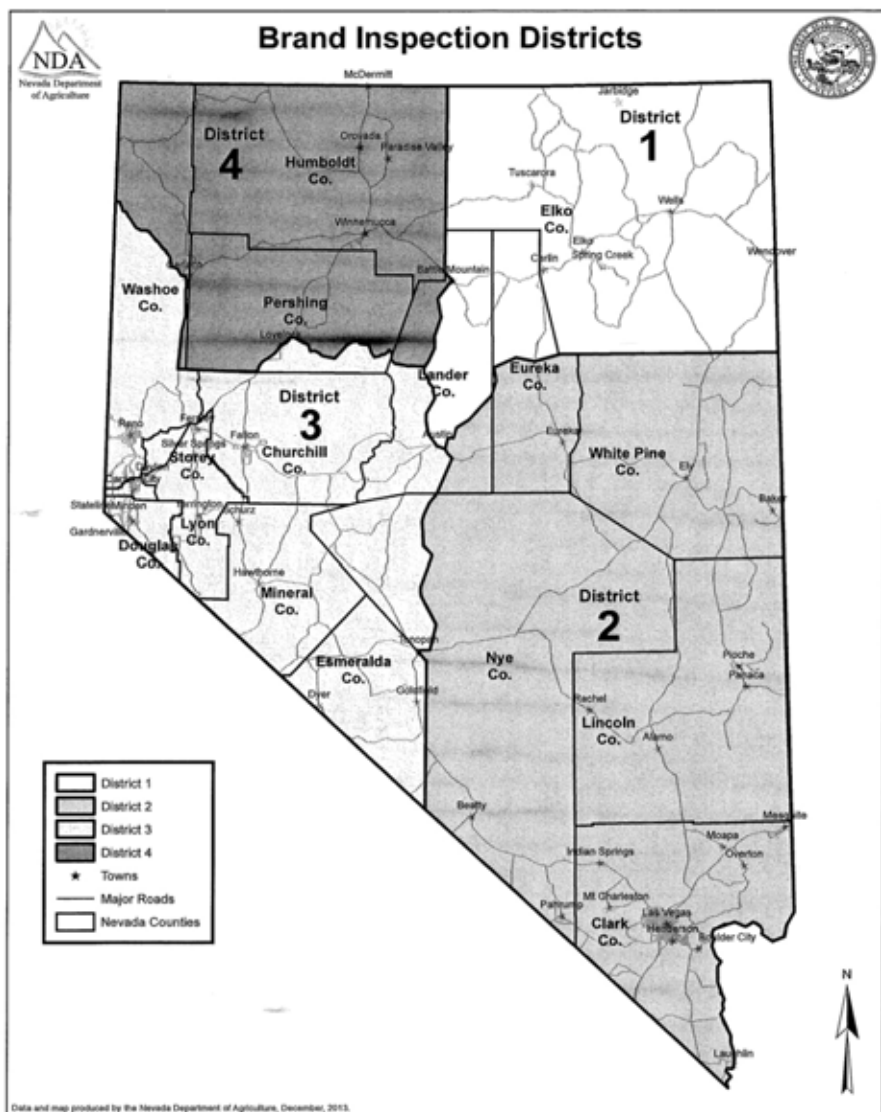 Brand Inspection Districts
NDA
Nevada Department
of Agriculture
McDermitt
Jarbidge
District
4
Orovada
Paradise Valley
Humboldt
Co.
District
1
Tuscarora
Elko
Co.
Wells
Winnemucca
Elko
Spring Creek
Carlin
Wendover
Battle Mountain
Washoe
Co.
Pershing
Co.
Lovelock
Lander
Co.
Eureka
Co.
District
3
Churchill
Co.
Reno
Silver Springs
Fallon
Austin
Eureka
Storey
Co.
White Pine
Co.
Ely
Baker
Stateline
Minden
Gardnerville
Douglas
Co.
Lyon
Co.
Schurz
Hawthorne
Mineral
Co.
District
2
Tonopah
Esmeralda
Co.
Nye
Co.
Dyer
Goldfield
Pioche
Panaca
Rachel
Lincoln
Co.
Alamo
District 1
District 2
District 3
District 4
Towns
Major Roads
Nevada Counties
Beatty
Mesquite
Moapa
Overton
Indian Springs
Mt Charleston
Pahrump
Las Vegas
Clark
Co.
Henderson
Boulder City
N
Laughlin
Data and map produced by the Nevada Department of Agriculture, December, 2013.